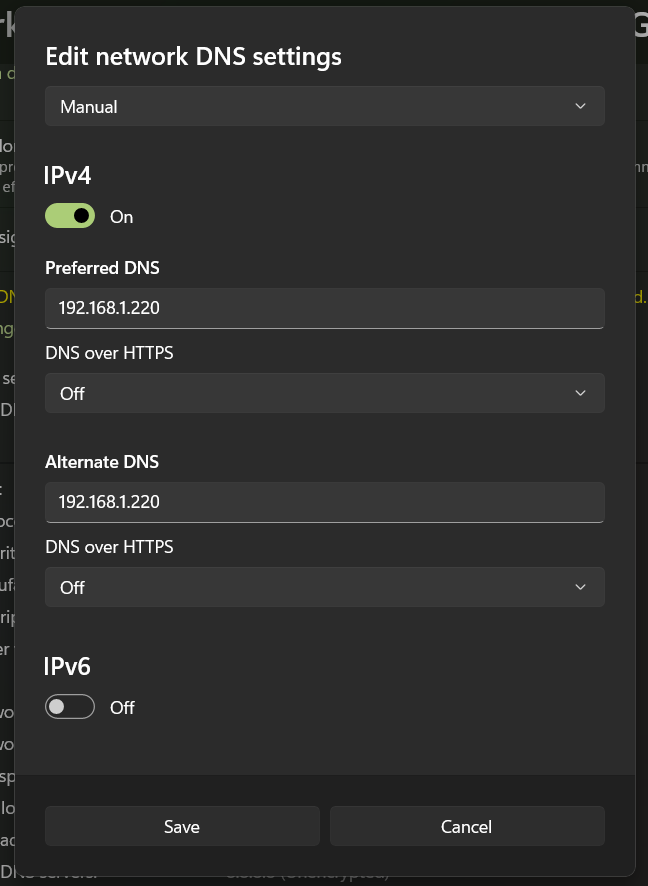 Edit network DNS settings
Manual
IPv4
On
Preferred DNS
192.168.1.220
DNS over HTTPS
Off
Alternate DNS
192.168.1.220
DNS over HTTPS
Off
IPv6
Off
Save
Cancel